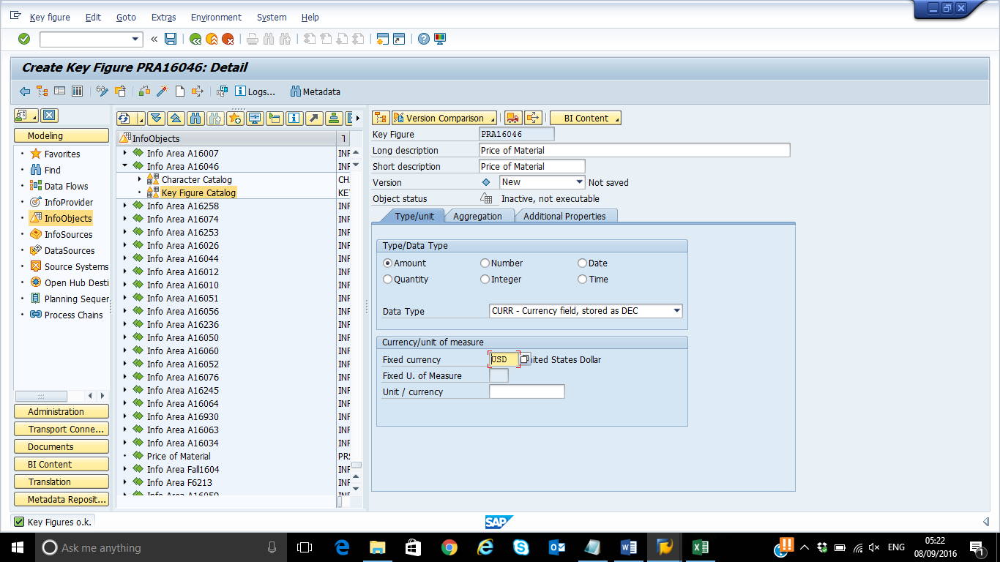 Key figure Edit Goto Extras Environment System Help
Create Key Figure PRA16046: Detail
Logs... Metadata
Modeling
Favorites
Find
Data Flows
InfoProvider
InfoObjects
InfoSources
DataSources
Source Systems
Open Hub Desti
Planning Sequer
Process Chains
Administration
Transport Conne...
Documents
BI Content
Translation
Metadata Reposit...
InfoObjects
Info Area A16007 INF
Info Area A16046 INF
Character Catalog CH
Key Figure Catalog KE
Info Area A16258 INF
Info Area A16074 INF
Info Area A16253 INF
Info Area A16026 INF
Info Area A16044 INF
Info Area A16012 INF
Info Area A16010 INF
Info Area A16051 INF
Info Area A16056 INF
Info Area A16236 INF
Info Area A16050 INF
Info Area A16060 INF
Info Area A16052 INF
Info Area A16076 INF
Info Area A16245 INF
Info Area A16064 INF
Info Area A16930 INF
Info Area A16063 INF
Info Area A16034 INF
Price of Material PR
Info Area Fall1604 INF
Info Area F6213 INF
Info Area A16059 INF
Version Comparison BI Content
Key Figure PRA16046
Long description Price of Material
Short description Price of Material
Version New Not saved
Object status Inactive, not executable
Type/unit Aggregation Additional Properties
Type/Data Type
Amount Number Date
Quantity Integer Time
Data Type CURR - Currency field, stored as DEC
Currency/unit of measure
Fixed currency USD ited States Dollar
Fixed U. of Measure
Unit / currency
Key Figures o.k.
SAP
Ask me anything
ENG
05:22
08/09/2016
1